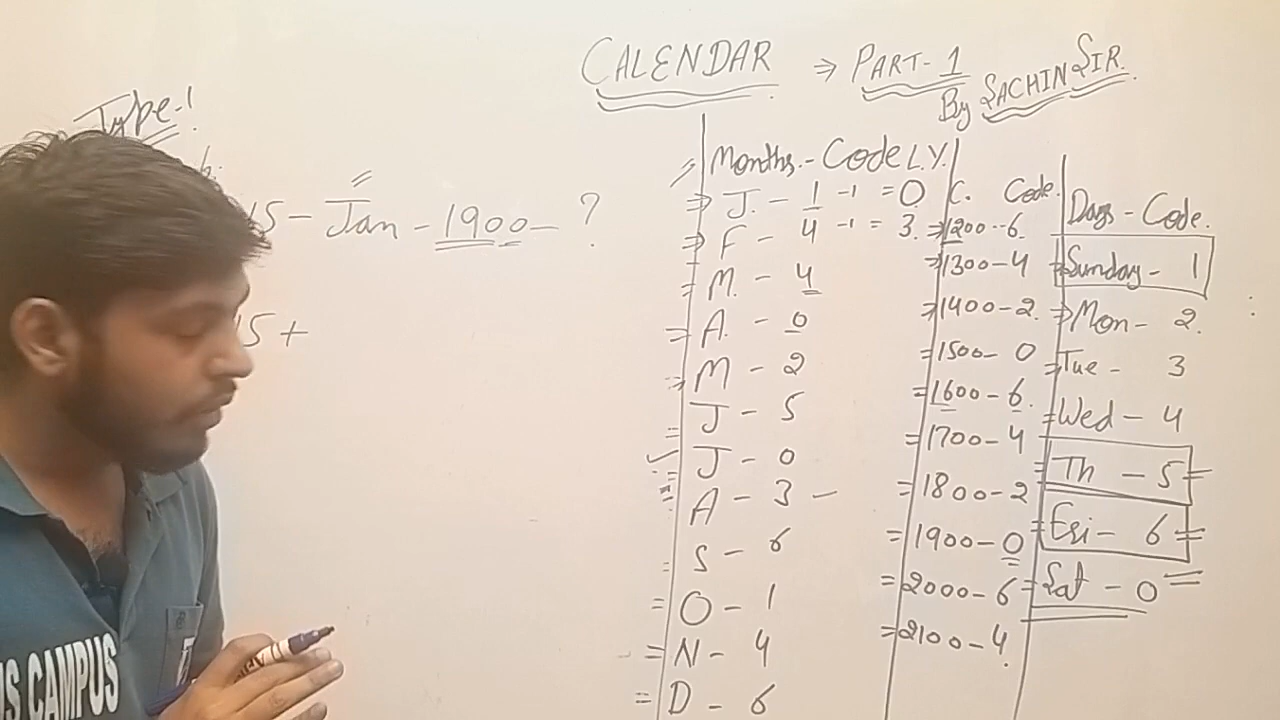 CALENDAR ⇒ PART-1
By SACHIN SIR.
Type-1
15 - Jan - 1900 - ?
15 +
Months. - Code L.Y.
⇒ J. - 1 -1 = 0
⇒ F - 4 -1 = 3.
= M. - 4
= A. - 0
⇒ M - 2
= J - 5
J - 0
= A - 3 -
= S - 6
= O - 1
= N - 4
= D - 6
C. Code.
⇒ 1200 - 6.
⇒ 1300 - 4
⇒ 1400 - 2.
= 1500 - 0
= 1600 - 6.
= 1700 - 4
= 1800 - 2
= 1900 - 0
= 2000 - 6
= 2100 - 4.
Days - Code.
Sunday - 1
⇒ Mon - 2.
= Tue - 3
= Wed - 4
= Th - 5
= Fri - 6
= Sat - 0
US CAMPUS